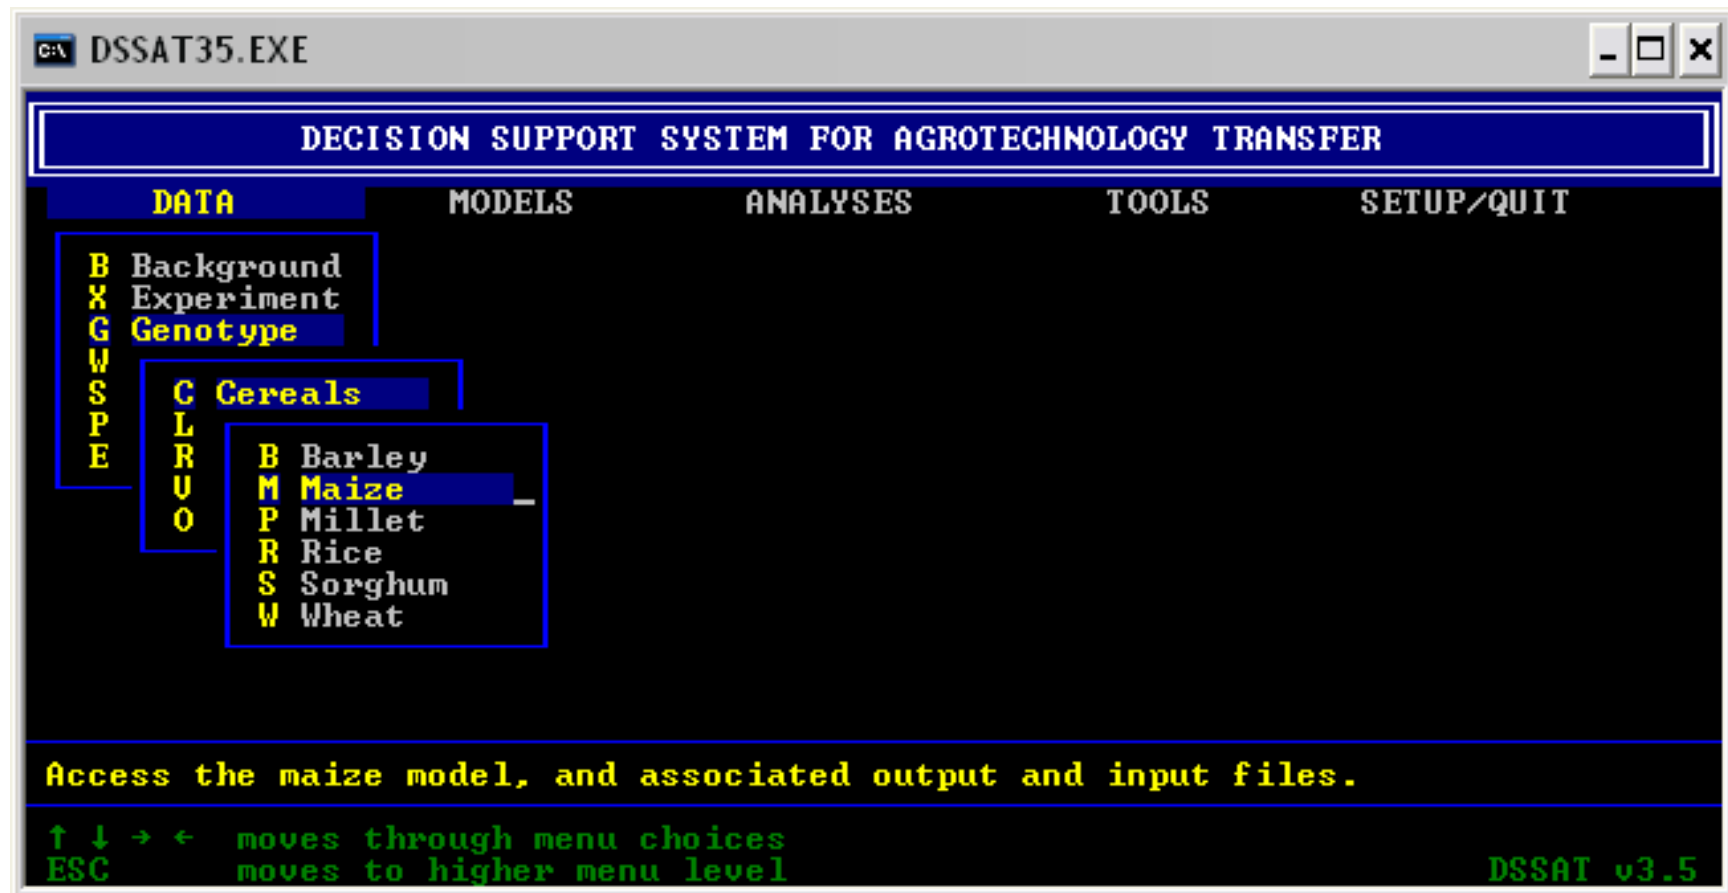 C:\ DSSAT35.EXE
DECISION SUPPORT SYSTEM FOR AGROTECHNOLOGY TRANSFER
DATA MODELS ANALYSES TOOLS SETUP/QUIT
B Background
X Experiment
G Genotype
W
S C Cereals
P L
E R B Barley
V M Maize _
O P Millet
R Rice
S Sorghum
W Wheat
Access the maize model, and associated output and input files.
↑ ↓ → ← moves through menu choices
ESC moves to higher menu level DSSAT v3.5